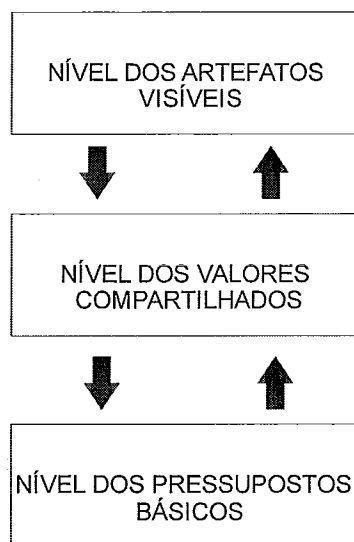 NÍVEL DOS ARTEFATOS
VISÍVEIS
NÍVEL DOS VALORES
COMPARTILHADOS
NÍVEL DOS PRESSUPOSTOS
BÁSICOS